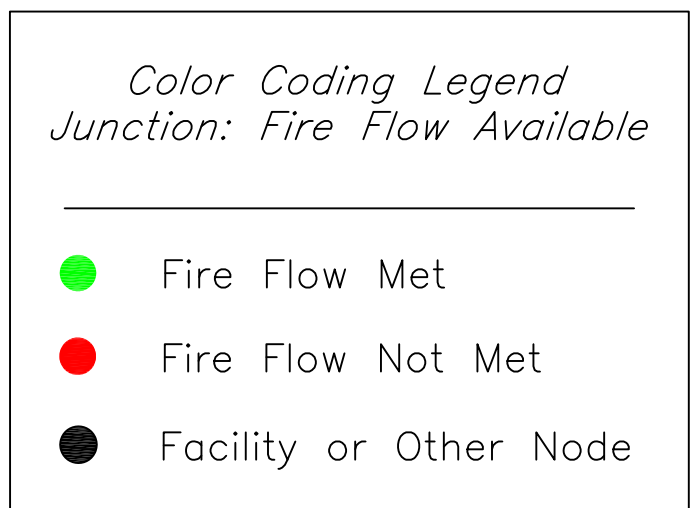 Color Coding Legend
Junction: Fire Flow Available
Fire Flow Met
Fire Flow Not Met
Facility or Other Node